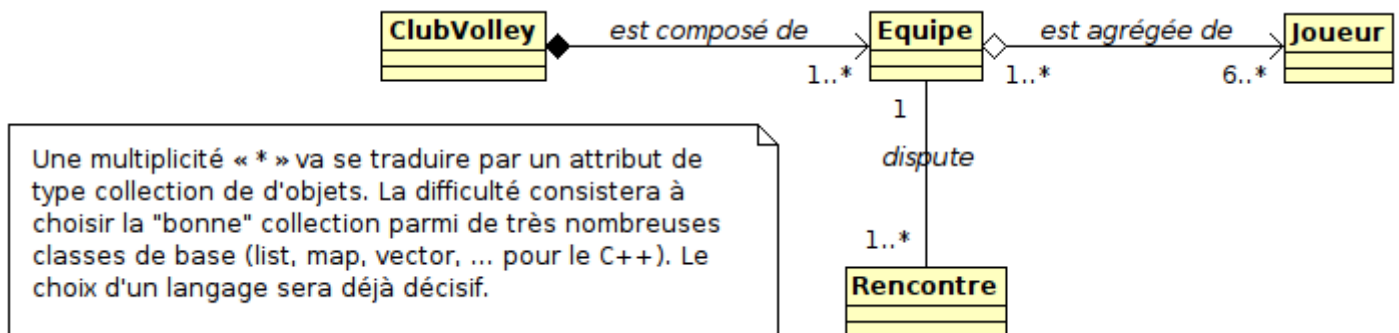 ClubVolley
est composé de
1..*
Equipe
est agrégée de
1..*
6..*
Joueur
1
dispute
1..*
Rencontre
Une multiplicité « * » va se traduire par un attribut de
type collection de d'objets. La difficulté consistera à
choisir la "bonne" collection parmi de très nombreuses
classes de base (list, map, vector, ... pour le C++). Le
choix d'un langage sera déjà décisif.